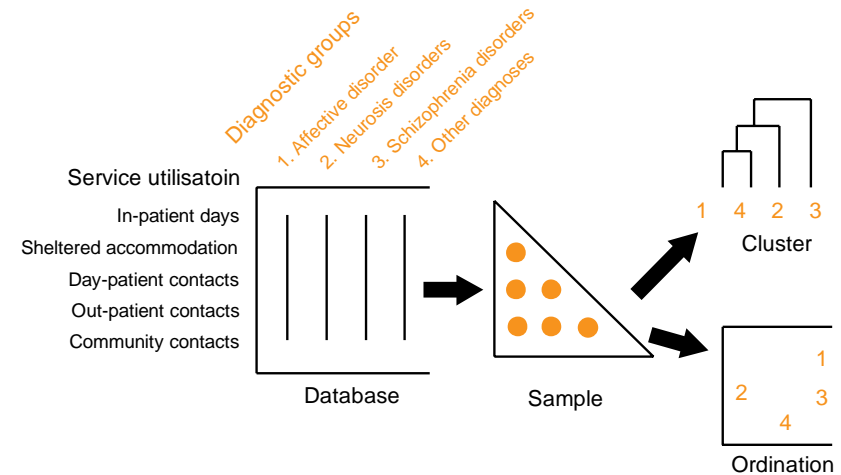 Diagnostic groups
1. Affective disorder
2. Neurosis disorders
3. Schizophrenia disorders
4. Other diagnoses
Service utilisatoin
In-patient days
Sheltered accommodation
Day-patient contacts
Out-patient contacts
Community contacts
Database
Sample
1 4 2 3
Cluster
1
2
3
4
Ordination